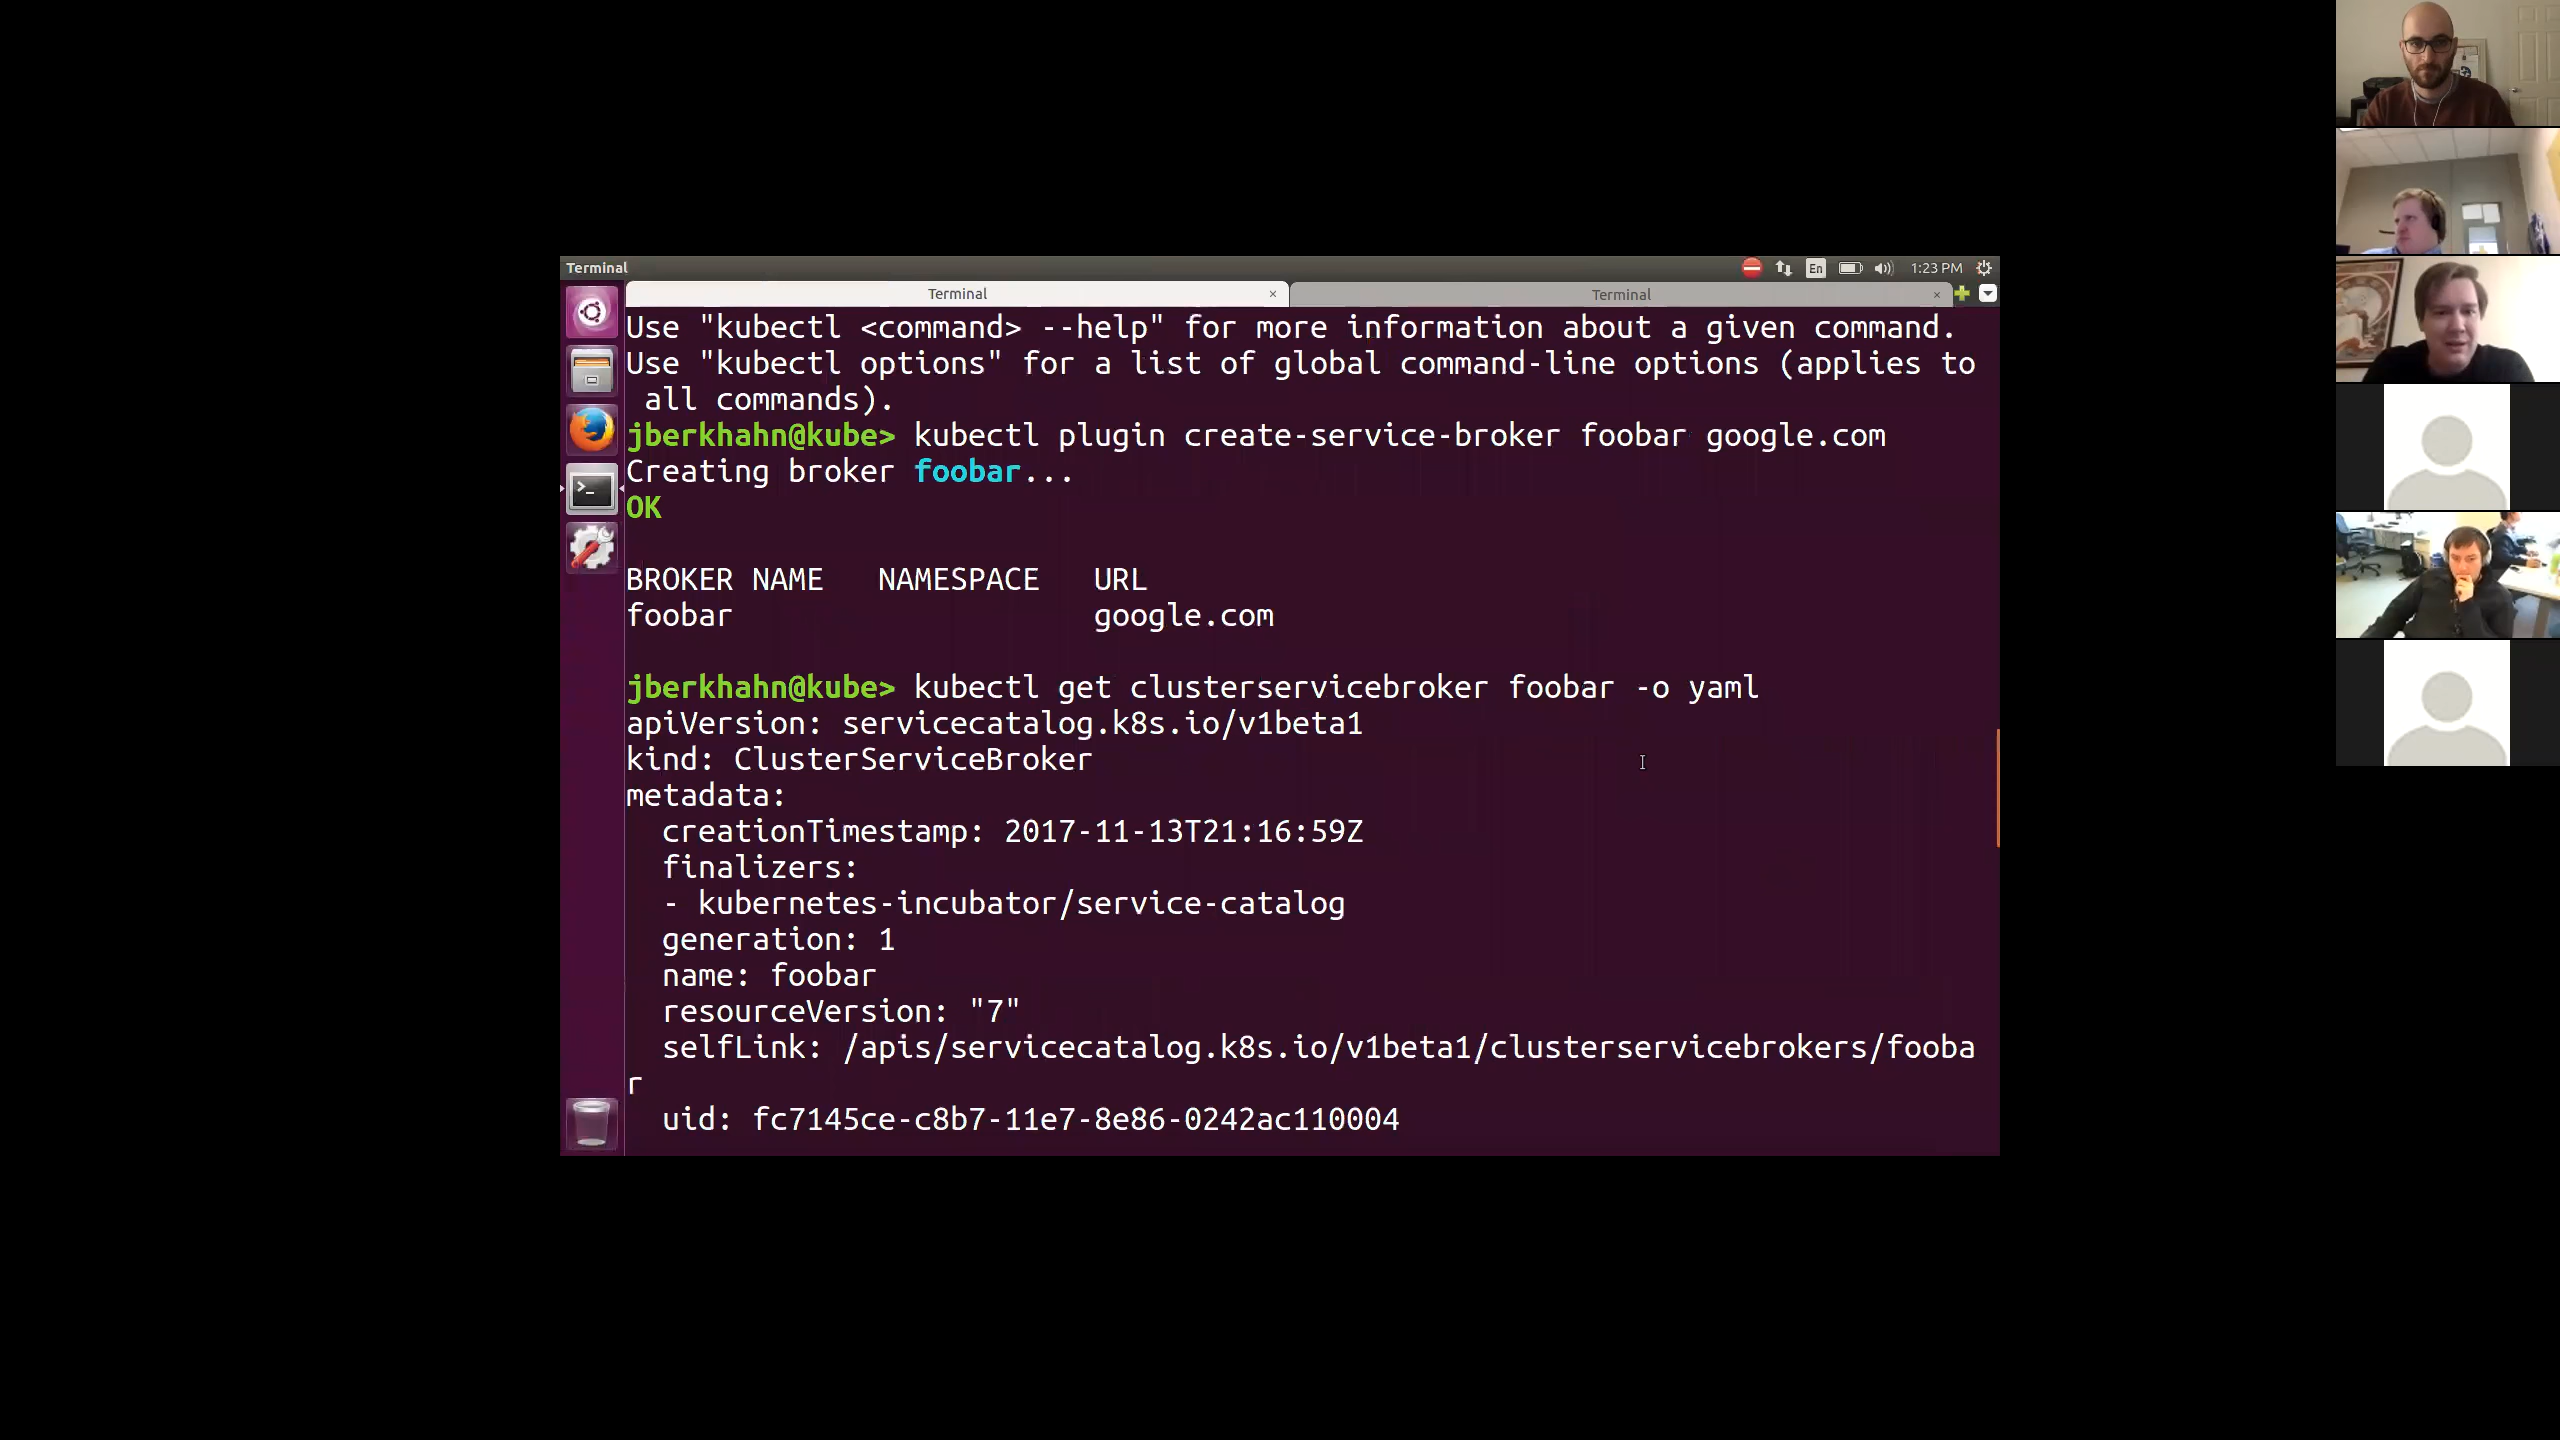 Terminal
En
1:23 PM
Terminal
Terminal
Use "kubectl <command> --help" for more information about a given command.
Use "kubectl options" for a list of global command-line options (applies to
 all commands).
jberkhahn@kube> kubectl plugin create-service-broker foobar google.com
Creating broker foobar...
OK
BROKER NAME   NAMESPACE   URL
foobar                    google.com
jberkhahn@kube> kubectl get clusterservicebroker foobar -o yaml
apiVersion: servicecatalog.k8s.io/v1beta1
kind: ClusterServiceBroker
metadata:
  creationTimestamp: 2017-11-13T21:16:59Z
  finalizers:
  - kubernetes-incubator/service-catalog
  generation: 1
  name: foobar
  resourceVersion: "7"
  selfLink: /apis/servicecatalog.k8s.io/v1beta1/clusterservicebrokers/fooba
r
  uid: fc7145ce-c8b7-11e7-8e86-0242ac110004